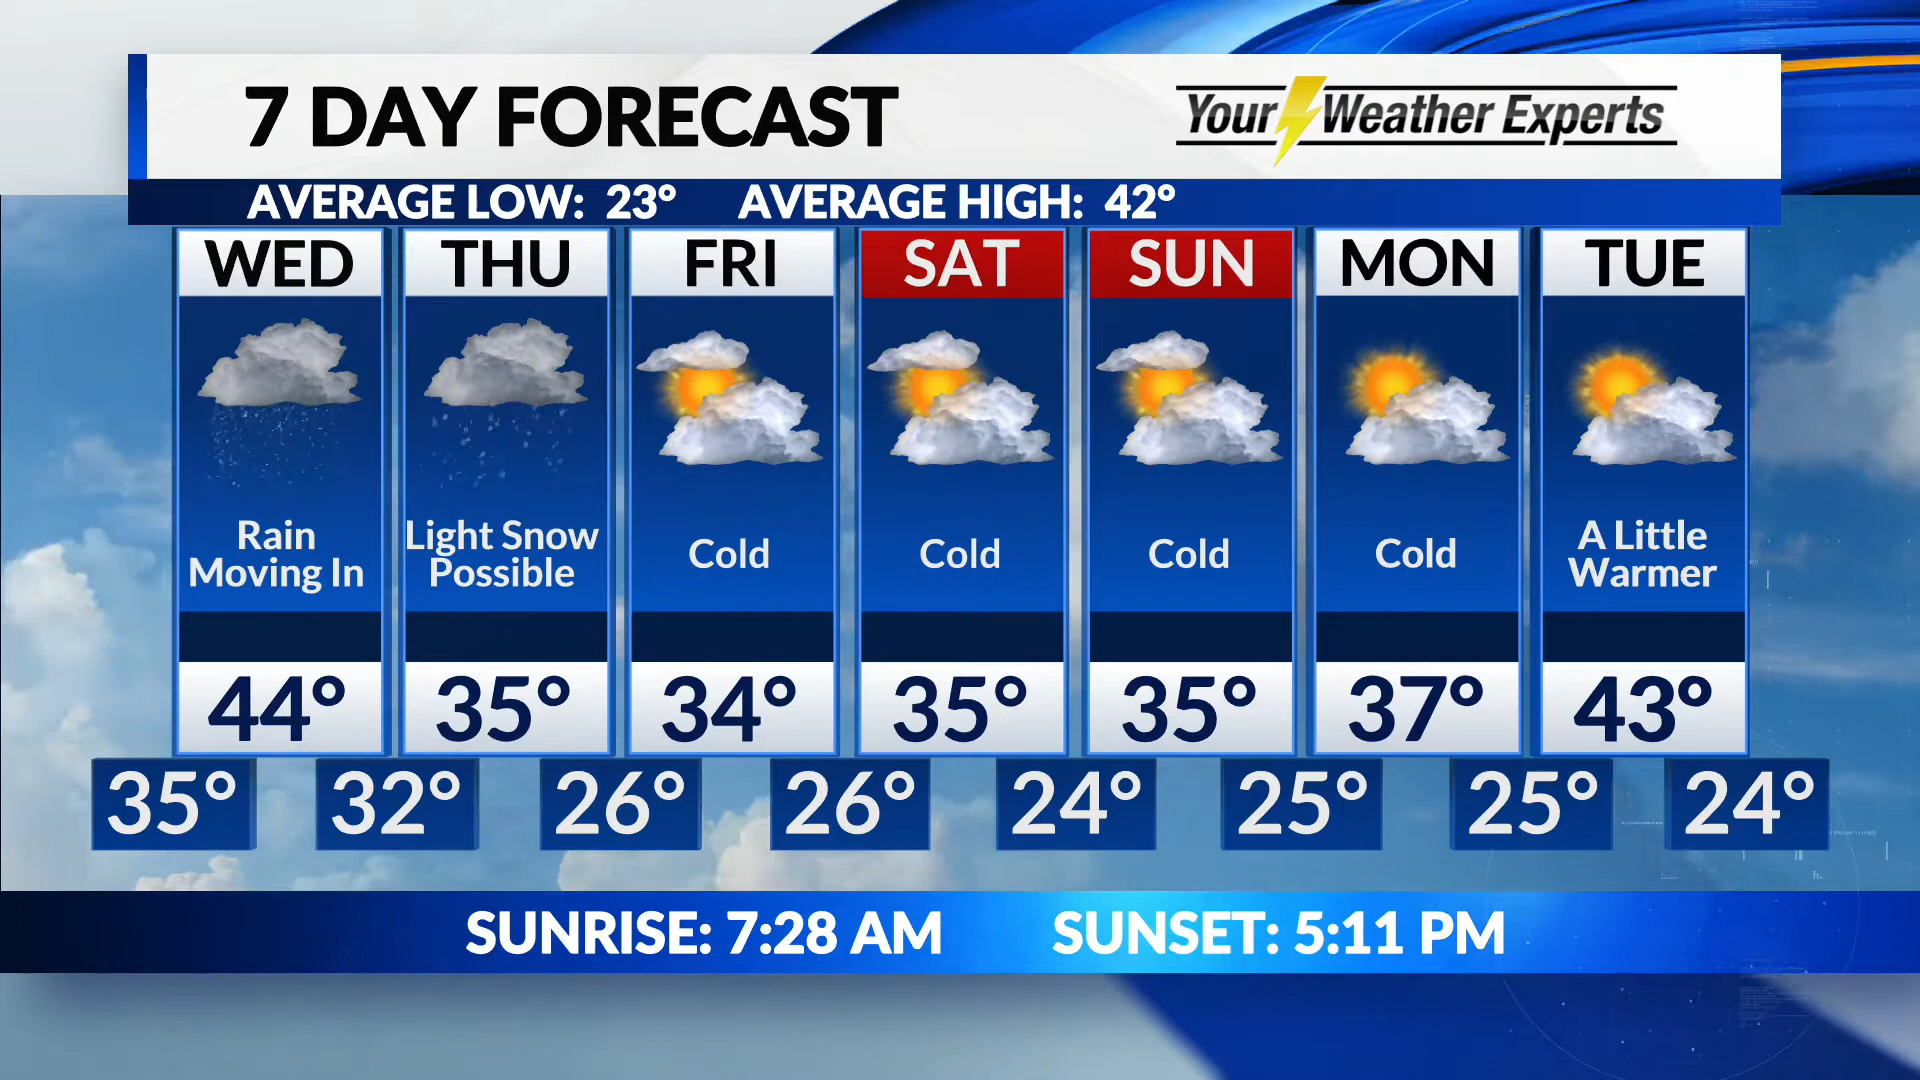 7 DAY FORECAST
Your Weather Experts
AVERAGE LOW: 23° AVERAGE HIGH: 42°
WED THU FRI SAT SUN MON TUE
Rain
Moving In
Light Snow
Possible
Cold
Cold
Cold
Cold
A Little
Warmer
44° 35° 34° 35° 35° 37° 43°
35° 32° 26° 26° 24° 25° 25° 24°
SUNRISE: 7:28 AM SUNSET: 5:11 PM